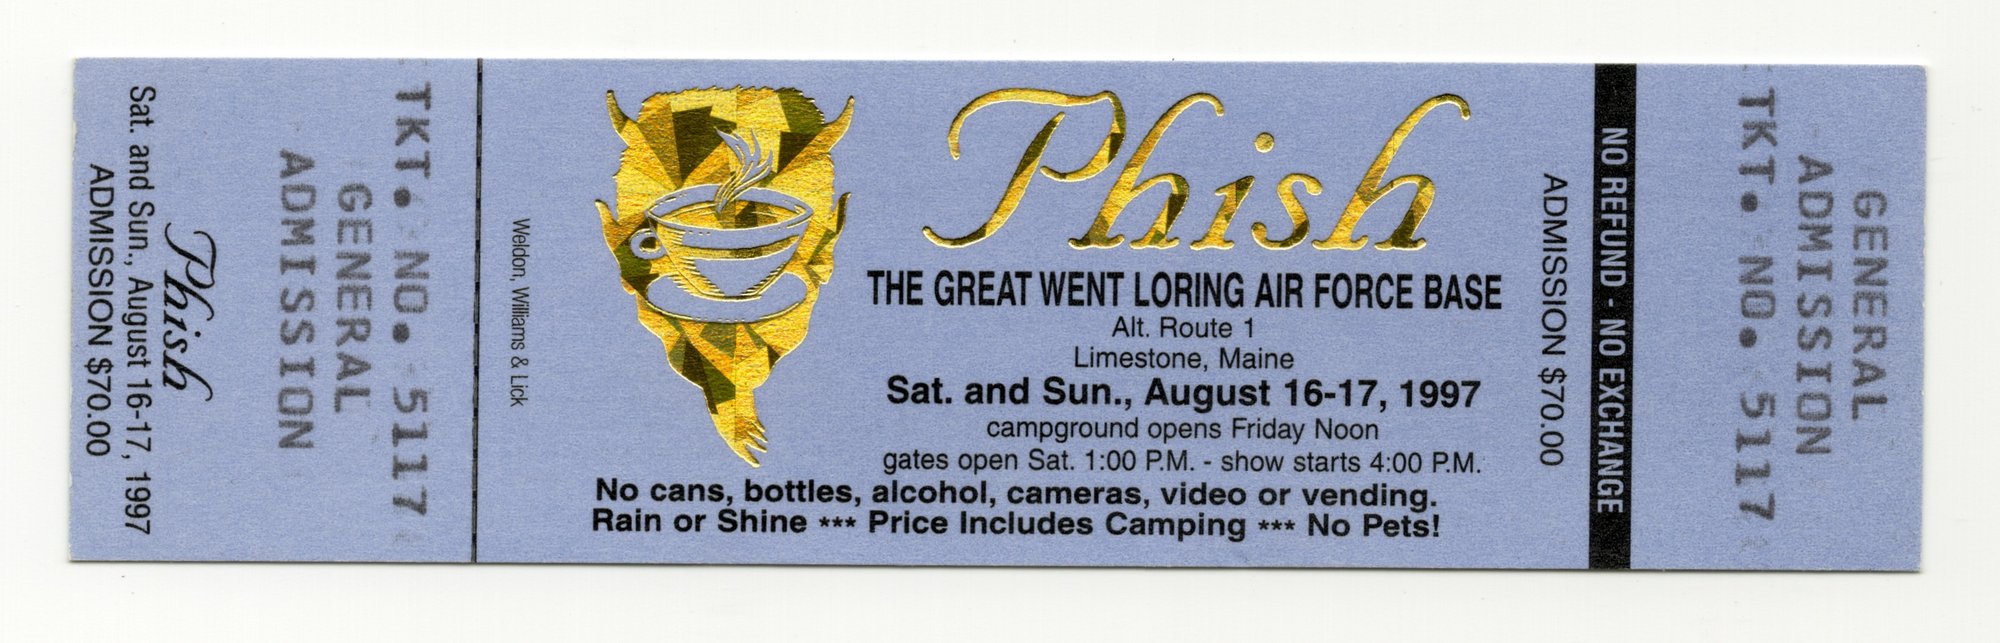 Phish
Sat. and Sun., August 16-17, 1997
ADMISSION $70.00
TKT. NO. 5117
GENERAL
ADMISSION
Weldon, Williams & Lick
Phish
THE GREAT WENT LORING AIR FORCE BASE
Alt. Route 1
Limestone, Maine
Sat. and Sun., August 16-17, 1997
campground opens Friday Noon
gates open Sat. 1:00 P.M. - show starts 4:00 P.M.
No cans, bottles, alcohol, cameras, video or vending.
Rain or Shine *** Price Includes Camping *** No Pets!
ADMISSION $70.00
NO REFUND - NO EXCHANGE
GENERAL
ADMISSION
TKT. NO. 5117